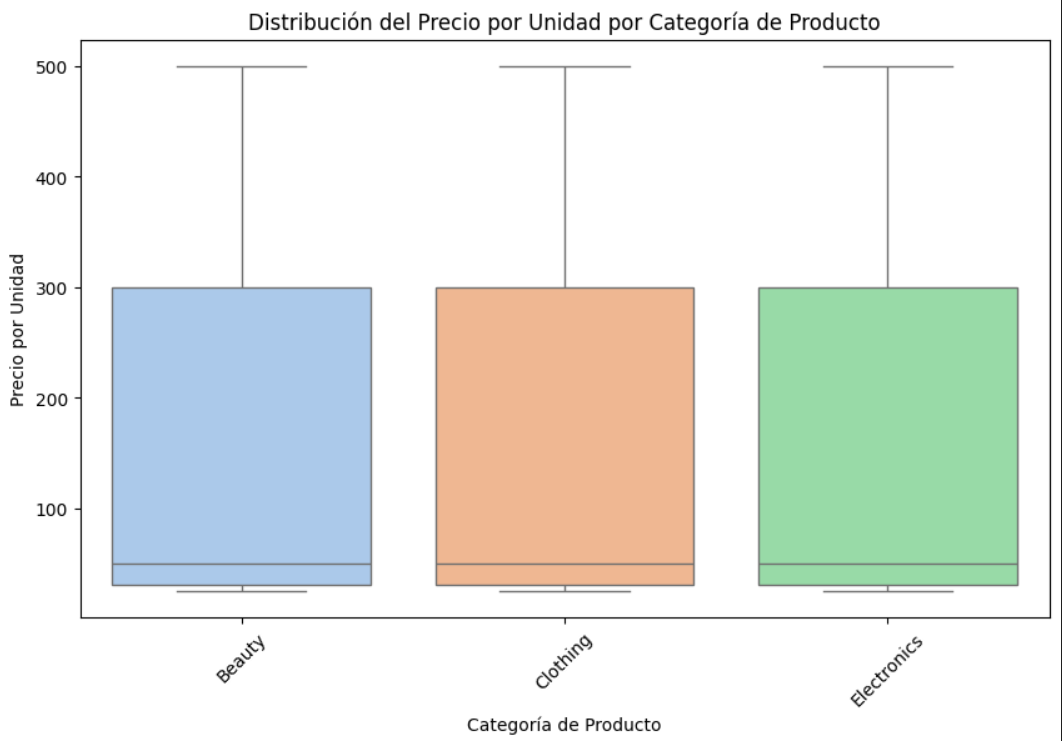 Distribución del Precio por Unidad por Categoría de Producto
500
400
300
200
100
Precio por Unidad
Beauty
Clothing
Electronics
Categoría de Producto